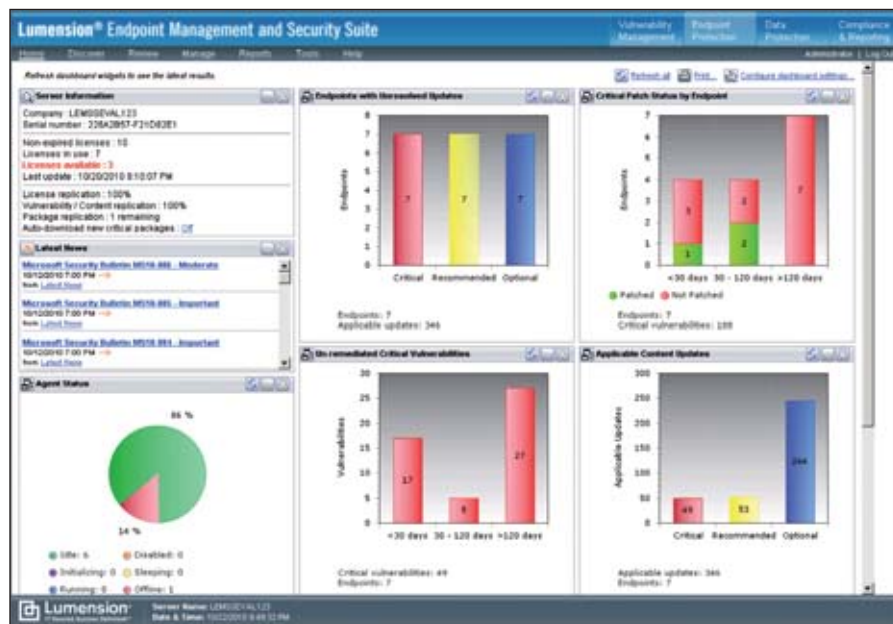 Lumension® Endpoint Management and Security Suite
Vulnerability Management
Endpoint Protection
Data Protection
Compliance & Reporting
Home Discover Review Manage Reports Tools Help
Administrator | Log Out
Refresh dashboard widgets to see the latest results.
Refresh all Print... Configure dashboard settings...
Server Information
Company : LEMSSEVAL123
Non-expired licenses : 10
Licenses in use : 7
Licenses available : 3
Last update : 10/20/2010 8:10:07 PM
License replication : 100%
Vulnerability / Content replication : 100%
Package replication : 1 remaining
Auto-download new critical packages : Off
Latest News
Microsoft Security Bulletin - Moderate
10/12/2010 7:00 PM
from Latest News
Microsoft Security Bulletin - Important
10/12/2010 7:00 PM
from Latest News
Microsoft Security Bulletin - Important
10/12/2010 7:00 PM
from Latest News
Agent Status
86 %
14 %
Idle: 6
Disabled: 0
Initializing: 0
Sleeping: 0
Running: 0
Offline: 1
Endpoints with Unresolved Updates
Endpoints
8
7
6
5
4
3
2
1
0
7 7 7
Critical Recommended Optional
Endpoints: 7
Applicable updates: 346
Critical Patch Status by Endpoint
Endpoints
7
6
5
4
3
2
1
0
3 2 7
1 2
<30 days 30 - 120 days >120 days
Patched Not Patched
Endpoints: 7
Critical vulnerabilities:
Un-remediated Critical Vulnerabilities
Vulnerabilities
30
25
20
15
10
5
0
17 5 27
<30 days 30 - 120 days >120 days
Critical vulnerabilities: 49
Endpoints: 7
Applicable Content Updates
Applicable Updates
300
250
200
150
100
50
0
49 53 244
Critical Recommended Optional
Applicable updates: 346
Endpoints: 7
Lumension
Server Name: LEMSSEVAL123
Date & Time: